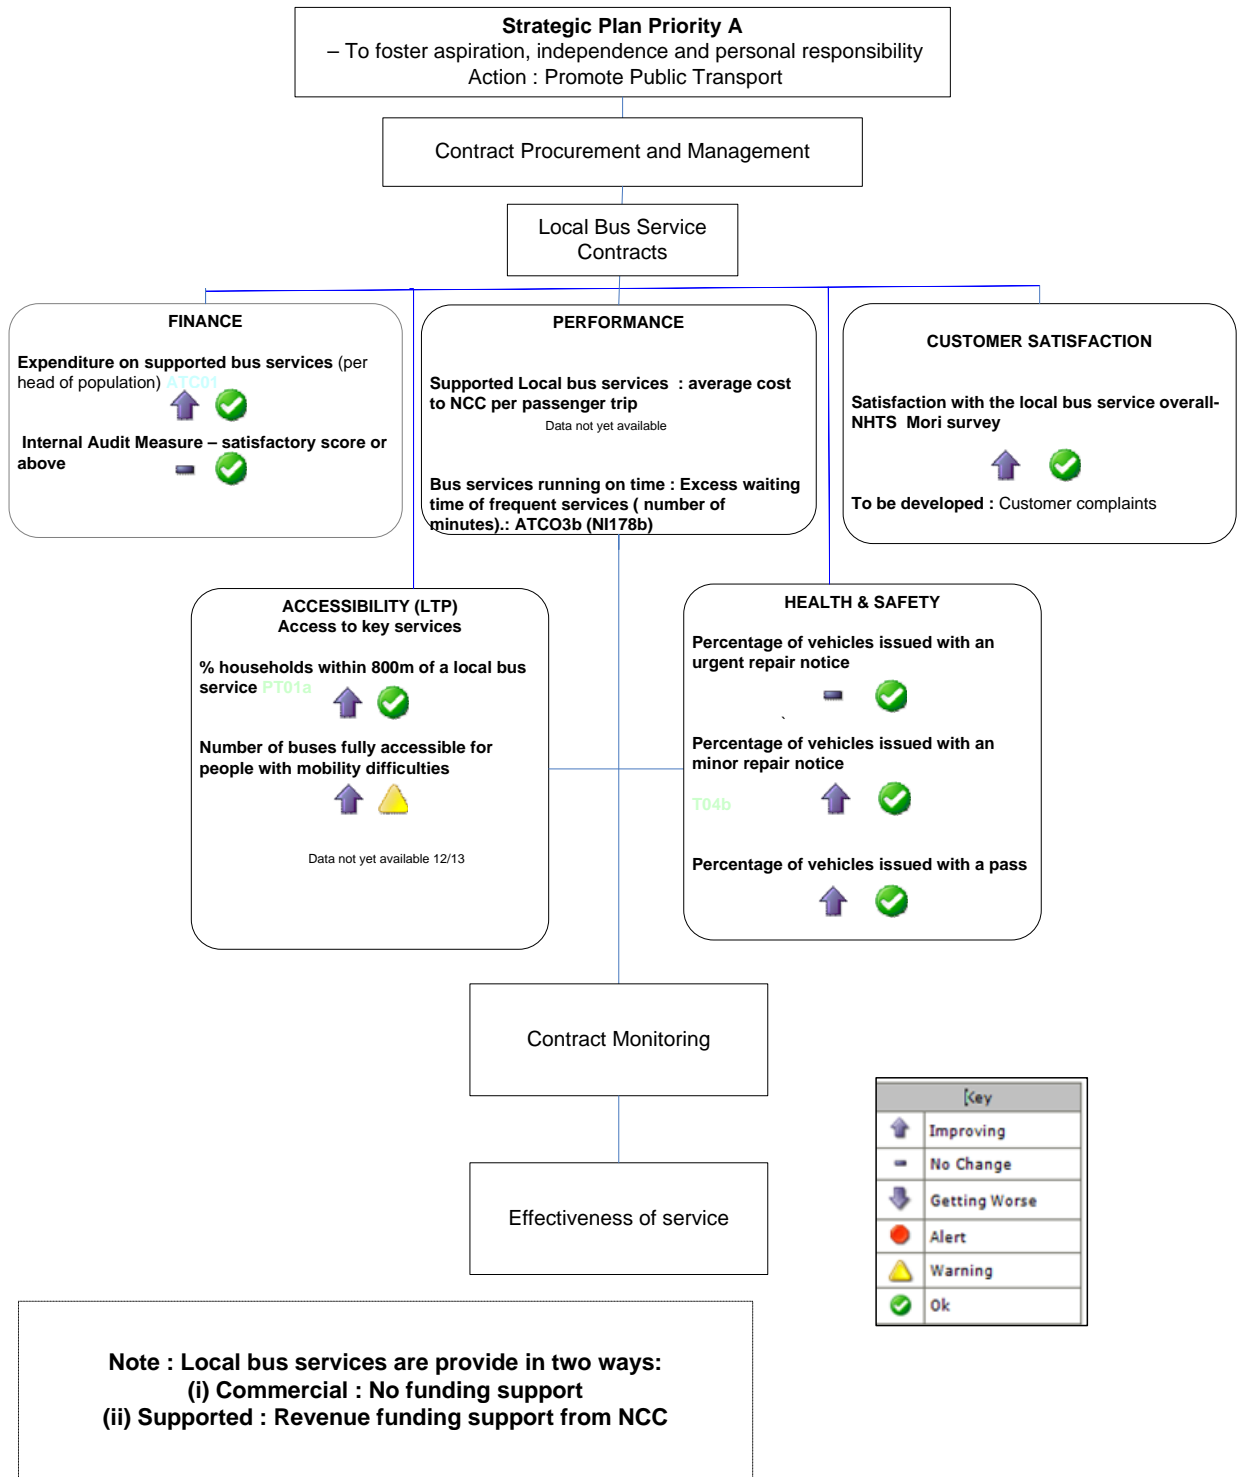 Strategic Plan Priority A
– To foster aspiration, independence and personal responsibility
Action : Promote Public Transport
Contract Procurement and Management
Local Bus Service
Contracts
FINANCE
Expenditure on supported bus services (per
head of population) ATC01
Internal Audit Measure – satisfactory score or
above
PERFORMANCE
Supported Local bus services : average cost
to NCC per passenger trip
Data not yet available
Bus services running on time : Excess waiting
time of frequent services ( number of
minutes).: ATCO3b (NI178b)
CUSTOMER SATISFACTION
Satisfaction with the local bus service overall-
NHTS Mori survey
To be developed : Customer complaints
ACCESSIBILITY (LTP)
Access to key services
% households within 800m of a local bus
service PT01a
Number of buses fully accessible for
people with mobility difficulties
Data not yet available 12/13
HEALTH & SAFETY
Percentage of vehicles issued with an
urgent repair notice
`
Percentage of vehicles issued with an
minor repair notice
T04b
Percentage of vehicles issued with a pass
Contract Monitoring
Effectiveness of service
Key
Improving
No Change
Getting Worse
Alert
Warning
Ok
Note : Local bus services are provide in two ways:
(i) Commercial : No funding support
(ii) Supported : Revenue funding support from NCC